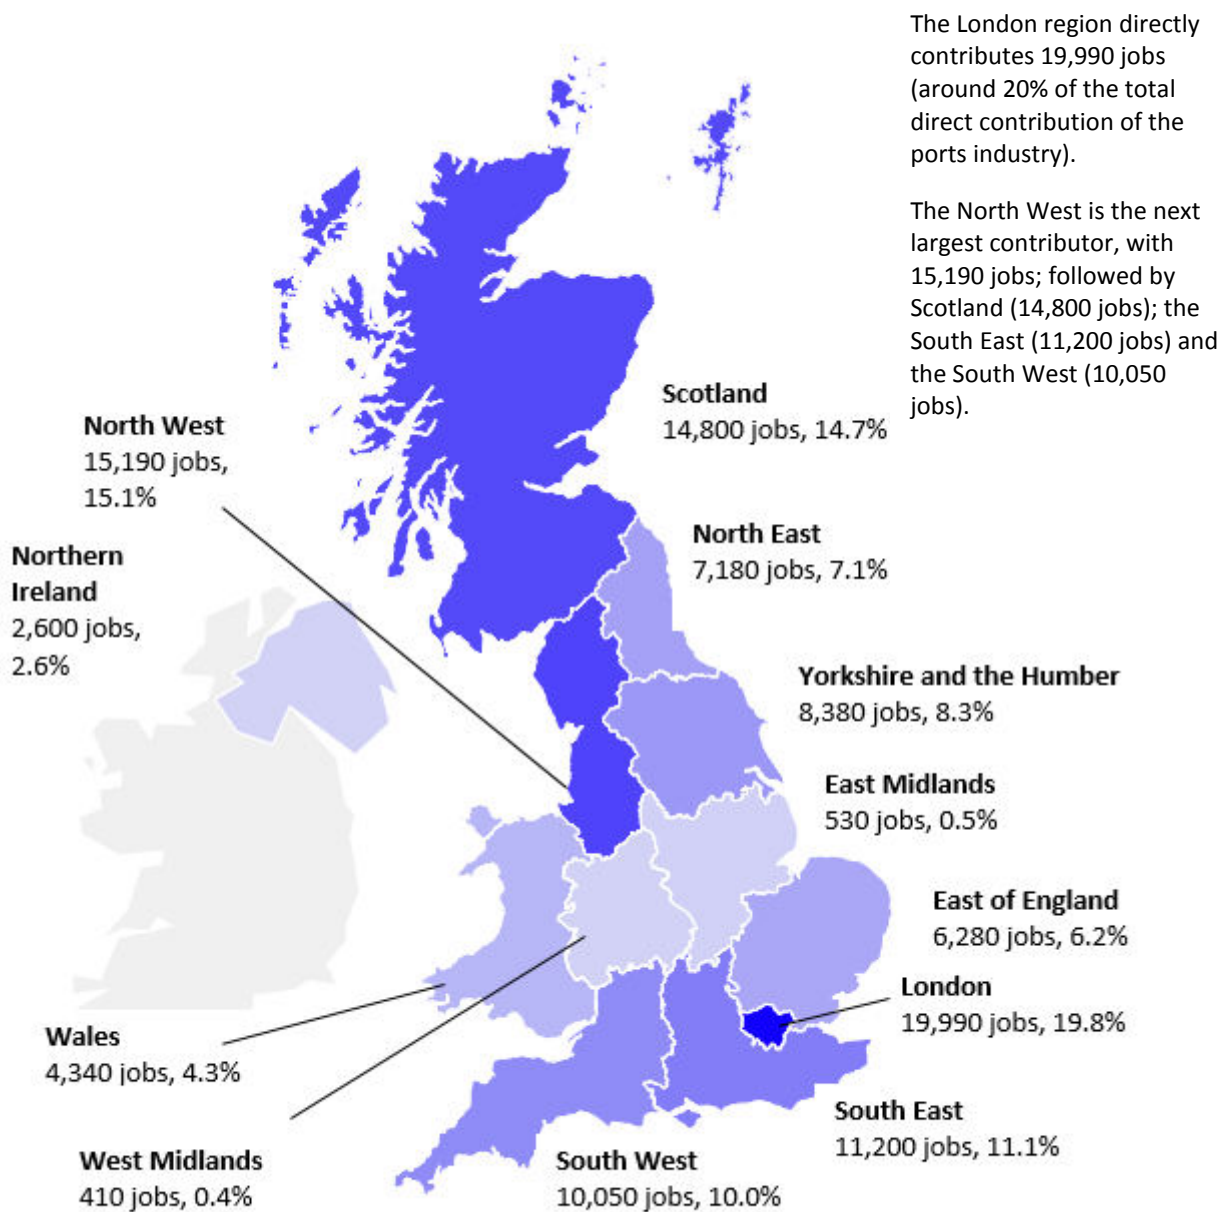 The London region directly
contributes 19,990 jobs
(around 20% of the total
direct contribution of the
ports industry).
The North West is the next
largest contributor, with
15,190 jobs; followed by
Scotland (14,800 jobs); the
South East (11,200 jobs) and
the South West (10,050
jobs).
Scotland
14,800 jobs, 14.7%
North West
15,190 jobs,
15.1%
North East
7,180 jobs, 7.1%
Northern
Ireland
2,600 jobs,
2.6%
Yorkshire and the Humber
8,380 jobs, 8.3%
East Midlands
530 jobs, 0.5%
East of England
6,280 jobs, 6.2%
London
19,990 jobs, 19.8%
Wales
4,340 jobs, 4.3%
South East
11,200 jobs, 11.1%
West Midlands
410 jobs, 0.4%
South West
10,050 jobs, 10.0%